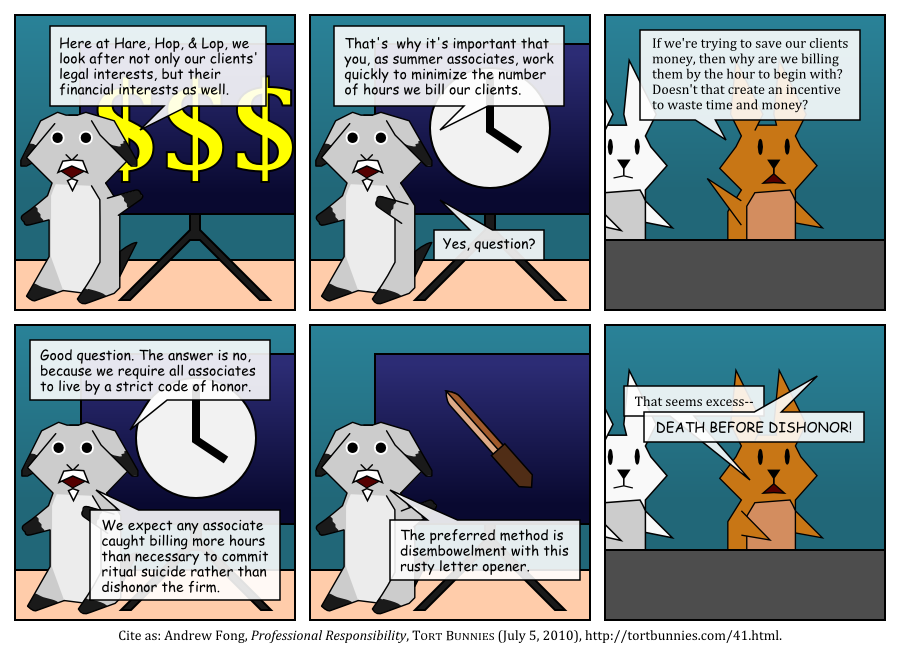 Here at Hare, Hop, & Lop, we
look after not only our clients'
legal interests, but their
financial interests as well.
$$$
That's why it's important that
you, as summer associates, work
quickly to minimize the number
of hours we bill our clients.
Yes, question?
If we're trying to save our clients
money, then why are we billing
them by the hour to begin with?
Doesn't that create an incentive
to waste time and money?
Good question. The answer is no,
because we require all associates
to live by a strict code of honor.
We expect any associate
caught billing more hours
than necessary to commit
ritual suicide rather than
dishonor the firm.
The preferred method is
disembowelment with this
rusty letter opener.
That seems excess--
DEATH BEFORE DISHONOR!
Cite as: Andrew Fong, Professional Responsibility, TORT BUNNIES (July 5, 2010), http://tortbunnies.com/41.html.